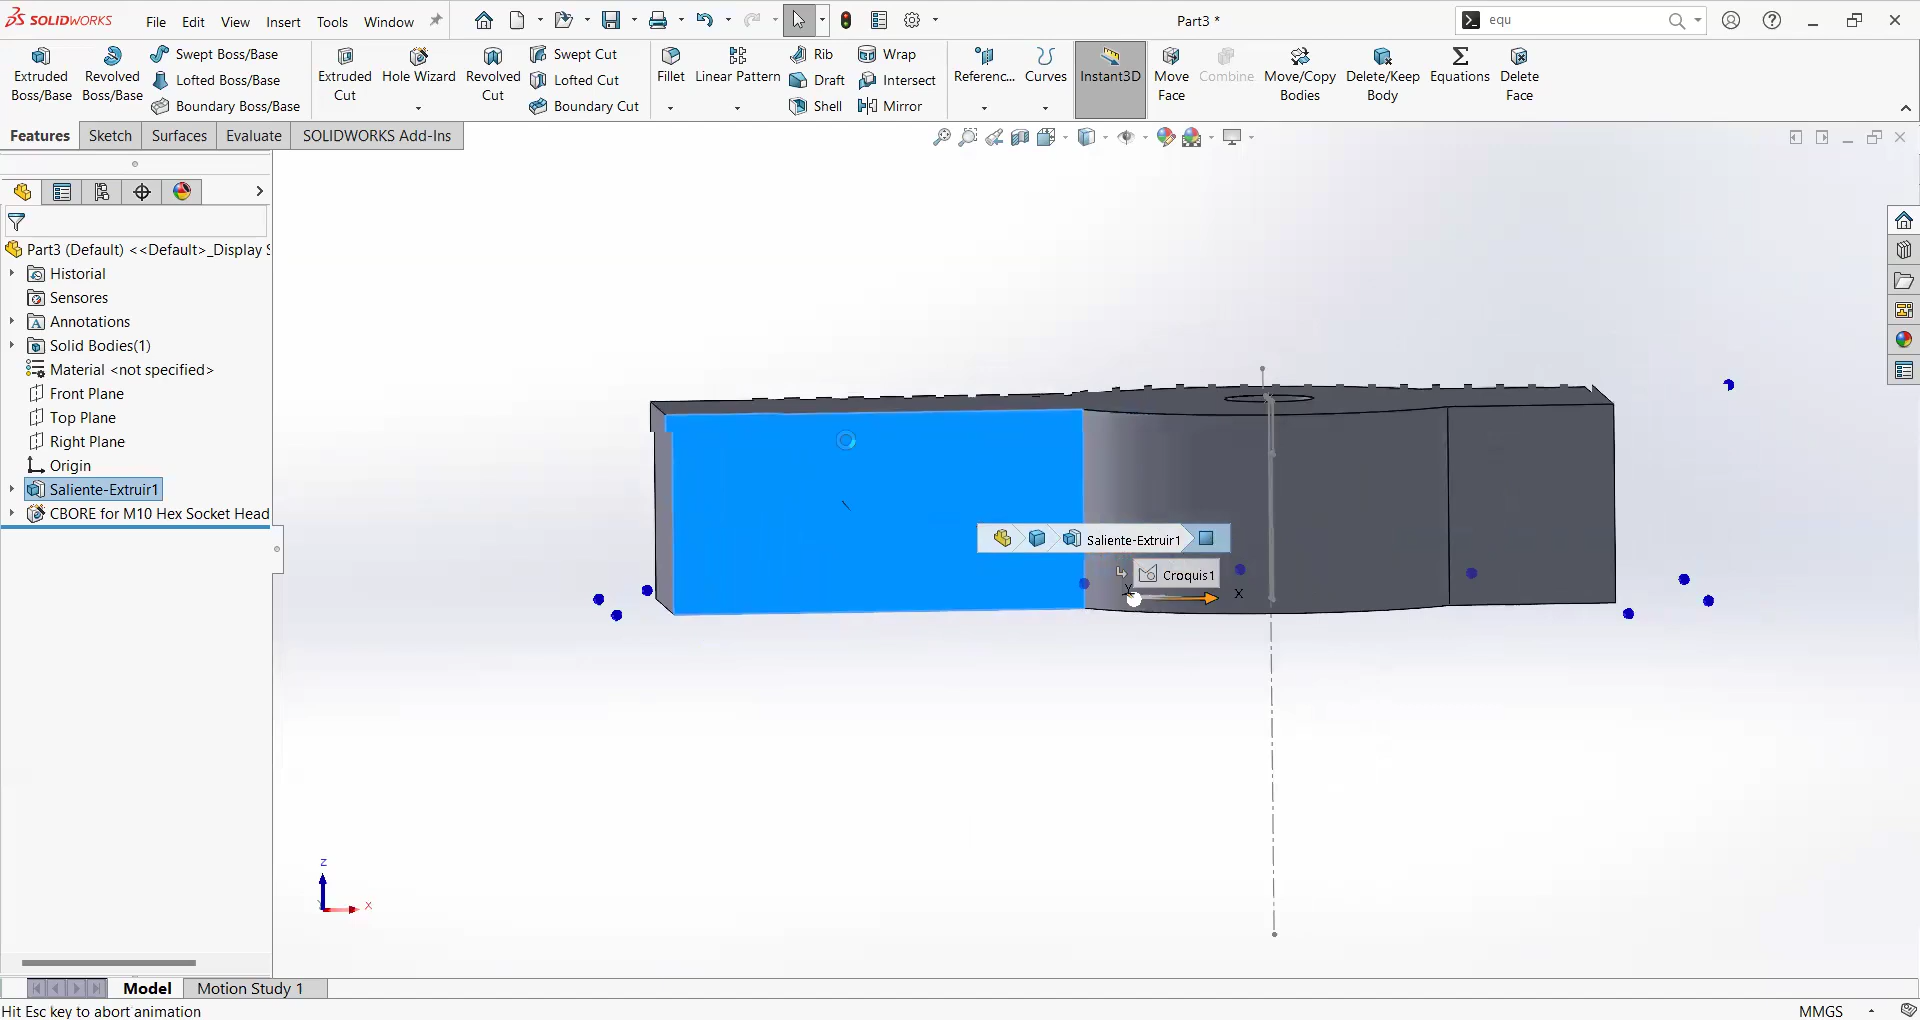 SOLIDWORKS File Edit View Insert Tools Window Part3 * equ
Extruded Boss/Base
Revolved Boss/Base
Swept Boss/Base
Lofted Boss/Base
Boundary Boss/Base
Extruded Cut
Hole Wizard
Revolved Cut
Swept Cut
Lofted Cut
Boundary Cut
Fillet
Linear Pattern
Rib
Draft
Shell
Wrap
Intersect
Mirror
Referenc...
Curves
Instant3D
Move Face
Combine
Move/Copy Bodies
Delete/Keep Body
Equations
Delete Face
Features Sketch Surfaces Evaluate SOLIDWORKS Add-Ins
Part3 (Default) <<Default>_Display S
Historial
Sensores
Annotations
Solid Bodies(1)
Material <not specified>
Front Plane
Top Plane
Right Plane
Origin
Saliente-Extruir1
CBORE for M10 Hex Socket Head
Saliente-Extruir1
Croquis1
Y
X
Z
X
Model Motion Study 1
Hit Esc key to abort animation MMGS